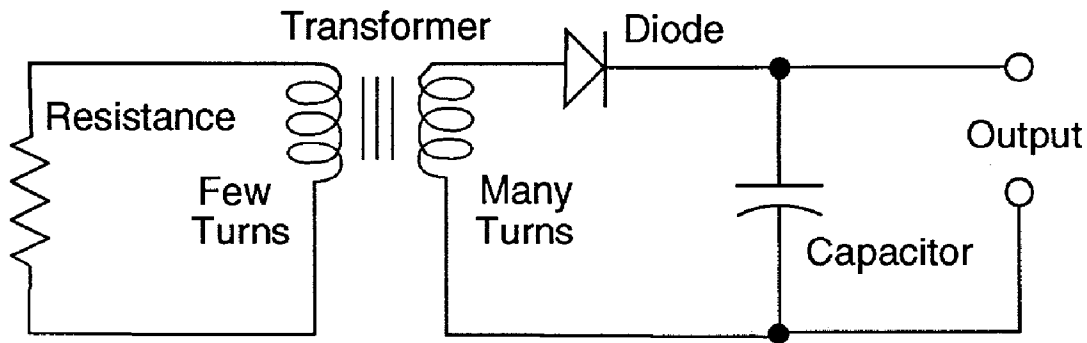 Transformer
Diode
Resistance
Output
Few
Turns
Many
Turns
Capacitor